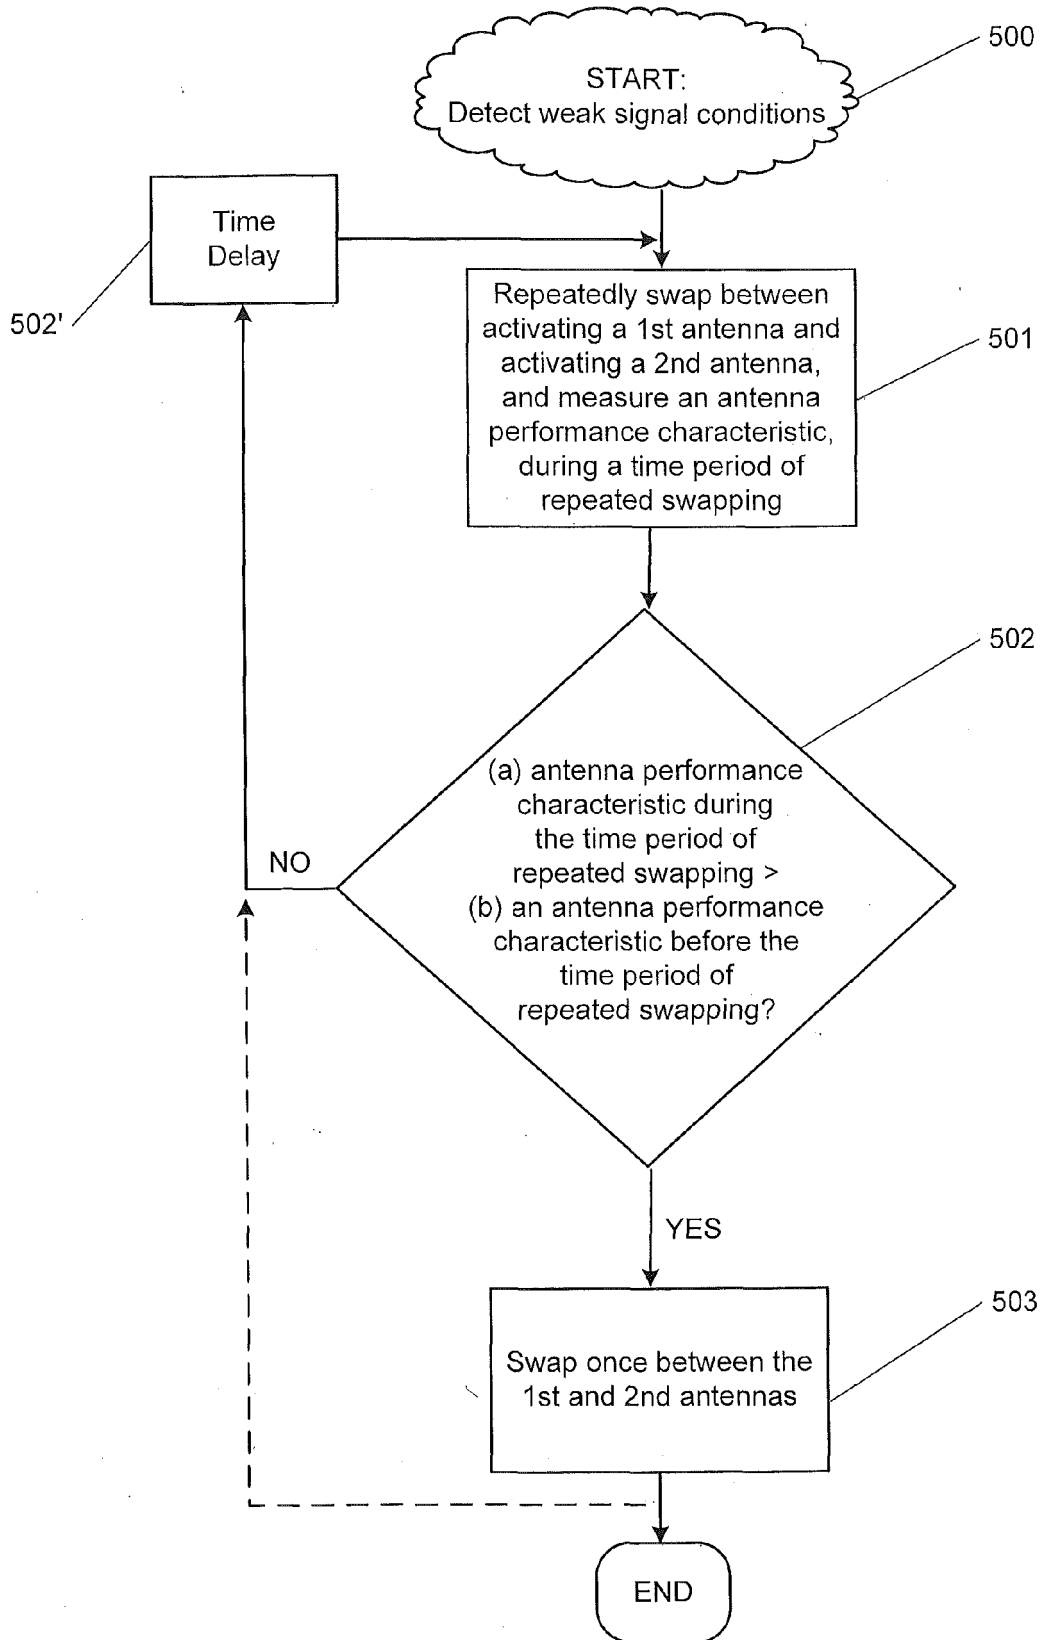 500
START:
Detect weak signal conditions
Time
Delay
502'
Repeatedly swap between
activating a 1st antenna and
activating a 2nd antenna,
and measure an antenna
performance characteristic,
during a time period of
repeated swapping
501
502
(a) antenna performance
characteristic during
the time period of
repeated swapping >
(b) an antenna performance
characteristic before the
time period of
repeated swapping?
NO
YES
503
Swap once between the
1st and 2nd antennas
END